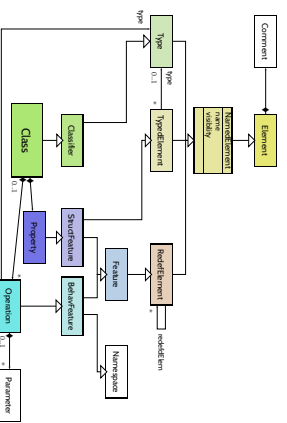 Comment
Element
NamedElement
name
visibility
type
Type
0..1
type
*
TypedElement
RedefElement
*
redefdElem
Classifier
StructFeature
Feature
BehavFeature
Namespace
Class
0..1
Property
*
Operation
0..1
*
Parameter